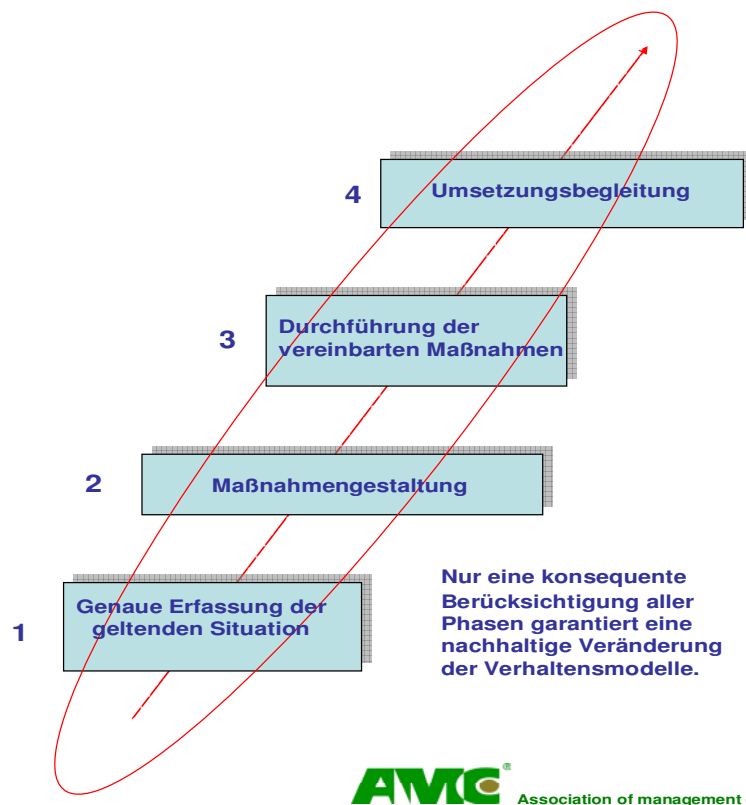 4
Umsetzungsbegleitung
3
Durchführung der
vereinbarten Maßnahmen
2
Maßnahmengestaltung
1
Genaue Erfassung der
geltenden Situation
Nur eine konsequente
Berücksichtigung aller
Phasen garantiert eine
nachhaltige Veränderung
der Verhaltensmodelle.
AMC®
Association of management